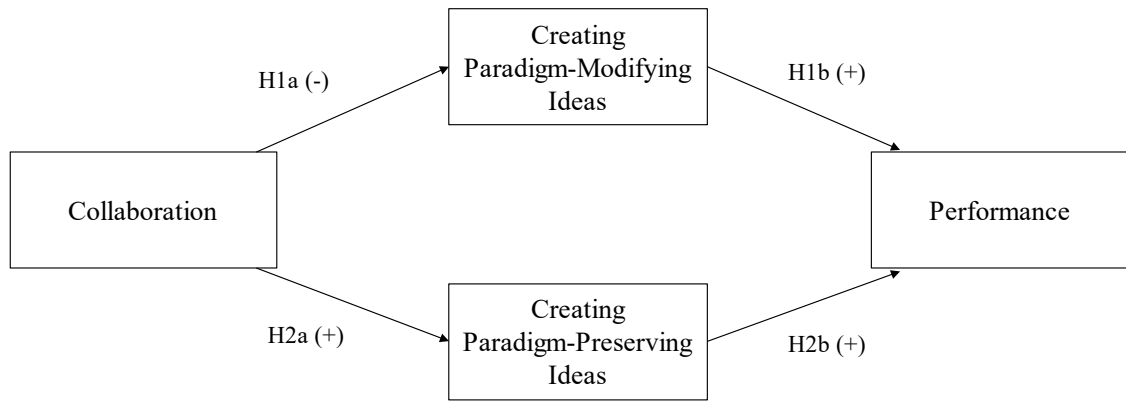 Creating
Paradigm-Modifying
Ideas
H1a (-)
H1b (+)
Collaboration
Performance
H2a (+)
Creating
Paradigm-Preserving
Ideas
H2b (+)